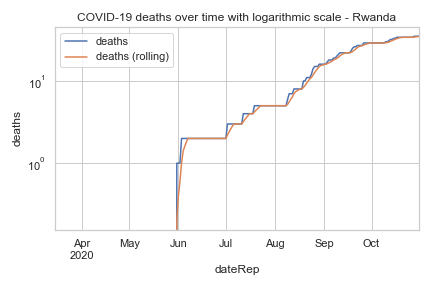 COVID-19 deaths over time with logarithmic scale - Rwanda
deaths
deaths (rolling)
10¹
10⁰
deaths
Apr
2020
May
Jun
Jul
Aug
Sep
Oct
dateRep